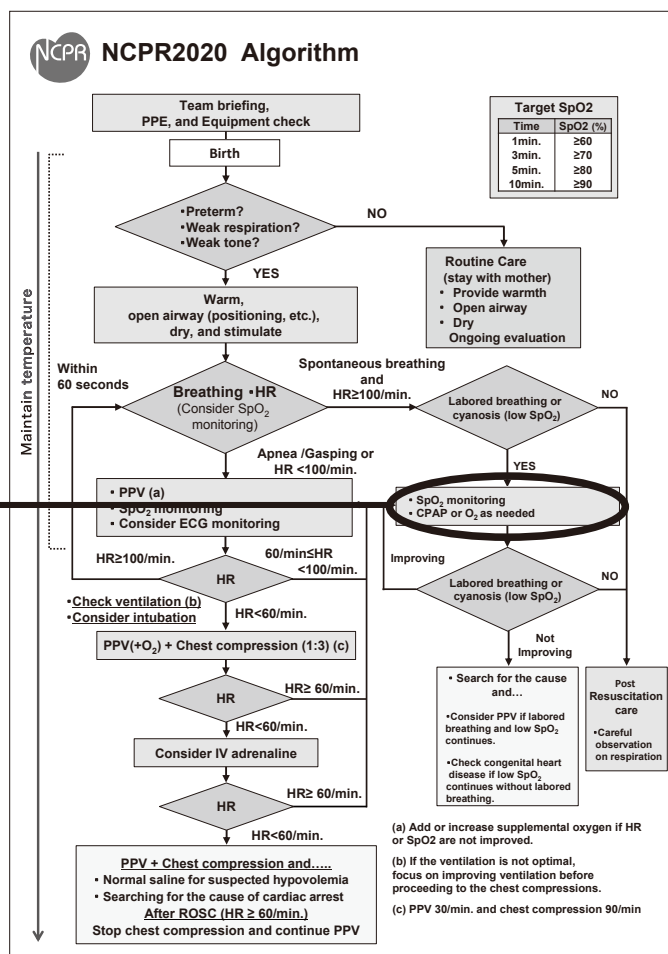 NCPR
NCPR2020 Algorithm
Team briefing,
PPE, and Equipment check
Target SpO2
Time SpO2 (%)
1min. ≥60
3min. ≥70
5min. ≥80
10min. ≥90
Birth
▪Preterm?
▪Weak respiration?
▪Weak tone?
NO
YES
Routine Care
(stay with mother)
▪ Provide warmth
▪ Open airway
▪ Dry
Ongoing evaluation
Warm,
open airway (positioning, etc.),
dry, and stimulate
Maintain temperature
Within
60 seconds
Spontaneous breathing
and
HR≥100/min.
Breathing ▪HR
(Consider SpO2
monitoring)
Labored breathing or
cyanosis (low SpO2)
NO
YES
Apnea /Gasping or
HR <100/min.
▪ PPV (a)
▪ SpO2 monitoring
▪ Consider ECG monitoring
▪ SpO2 monitoring
▪ CPAP or O2 as needed
HR≥100/min.
60/min≤HR
<100/min.
HR
Improving
Labored breathing or
cyanosis (low SpO2)
NO
▪Check ventilation (b)
▪Consider intubation
HR<60/min.
Not
Improving
PPV(+O2) + Chest compression (1:3) (c)
HR
HR≥ 60/min.
HR<60/min.
▪ Search for the cause
and…
▪Consider PPV if labored
breathing and low SpO2
continues.
▪Check congenital heart
disease if low SpO2
continues without labored
breathing.
Post
Resuscitation
care
▪Careful
observation
on respiration
Consider IV adrenaline
HR
HR≥ 60/min.
HR<60/min.
PPV + Chest compression and…..
▪ Normal saline for suspected hypovolemia
▪ Searching for the cause of cardiac arrest
After ROSC (HR ≥ 60/min.)
Stop chest compression and continue PPV
(a) Add or increase supplemental oxygen if HR
or SpO2 are not improved.
(b) If the ventilation is not optimal,
focus on improving ventilation before
proceeding to the chest compressions.
(c) PPV 30/min. and chest compression 90/min